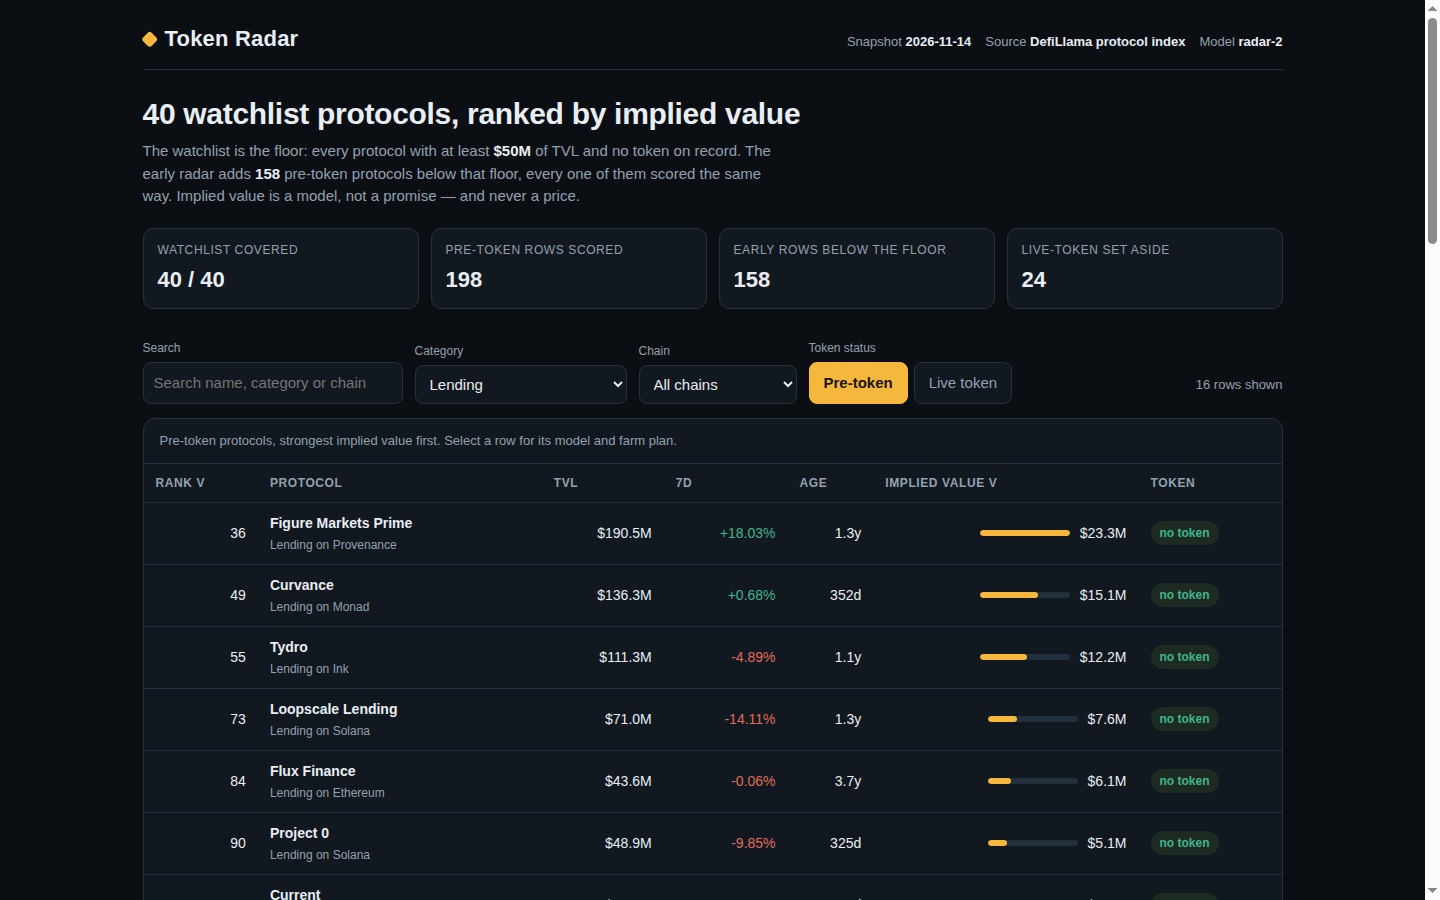 Token Radar
Snapshot 2026-11-14 Source DefiLlama protocol index Model radar-2
40 watchlist protocols, ranked by implied value
The watchlist is the floor: every protocol with at least $50M of TVL and no token on record. The
early radar adds 158 pre-token protocols below that floor, every one of them scored the same
way. Implied value is a model, not a promise — and never a price.
WATCHLIST COVERED
40 / 40
PRE-TOKEN ROWS SCORED
198
EARLY ROWS BELOW THE FLOOR
158
LIVE-TOKEN SET ASIDE
24
Search
Search name, category or chain
Category
Lending
Chain
All chains
Token status
Pre-token Live token
16 rows shown
Pre-token protocols, strongest implied value first. Select a row for its model and farm plan.
RANK V PROTOCOL TVL 7D AGE IMPLIED VALUE V TOKEN
36 Figure Markets Prime $190.5M +18.03% 1.3y $23.3M no token
Lending on Provenance
49 Curvance $136.3M +0.68% 352d $15.1M no token
Lending on Monad
55 Tydro $111.3M -4.89% 1.1y $12.2M no token
Lending on Ink
73 Loopscale Lending $71.0M -14.11% 1.3y $7.6M no token
Lending on Solana
84 Flux Finance $43.6M -0.06% 3.7y $6.1M no token
Lending on Ethereum
90 Project 0 $48.9M -9.85% 325d $5.1M no token
Lending on Solana
Current